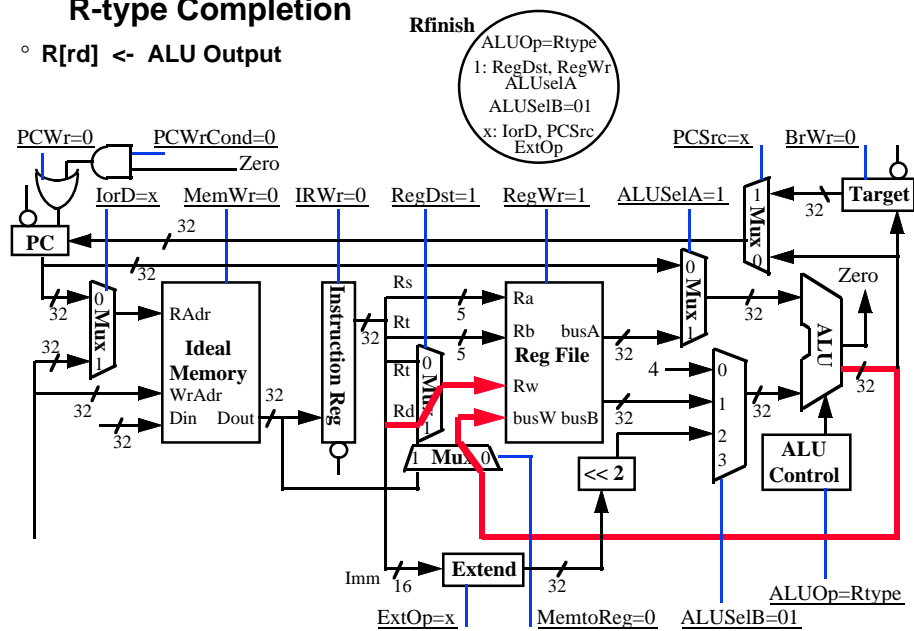 R-type Completion
° R[rd] <- ALU Output
Rfinish
ALUOp=Rtype
1: RegDst, RegWr
ALUselA
ALUSelB=01
x: IorD, PCSrc
ExtOp
PCWr=0
PCWrCond=0
Zero
PCSrc=x
BrWr=0
IorD=x
MemWr=0
IRWr=0
RegDst=1
RegWr=1
ALUSelA=1
PC
32
32
32
32
Target
1
Mux
0
Zero
0
Mux
1
32
32
32
32
RAdr
Ideal
Memory
WrAdr
Din
Dout
32
Instruction Reg
32
Rs
Rt
Rt
Rd
5
5
0
Mux
1
Ra
Rb
busA
Reg File
Rw
busW
busB
32
32
0
Mux
1
32
4
0
1
2
3
32
ALU
32
ALU
Control
1
Mux
0
<< 2
Imm
16
Extend
32
ExtOp=x
MemtoReg=0
ALUSelB=01
ALUOp=Rtype